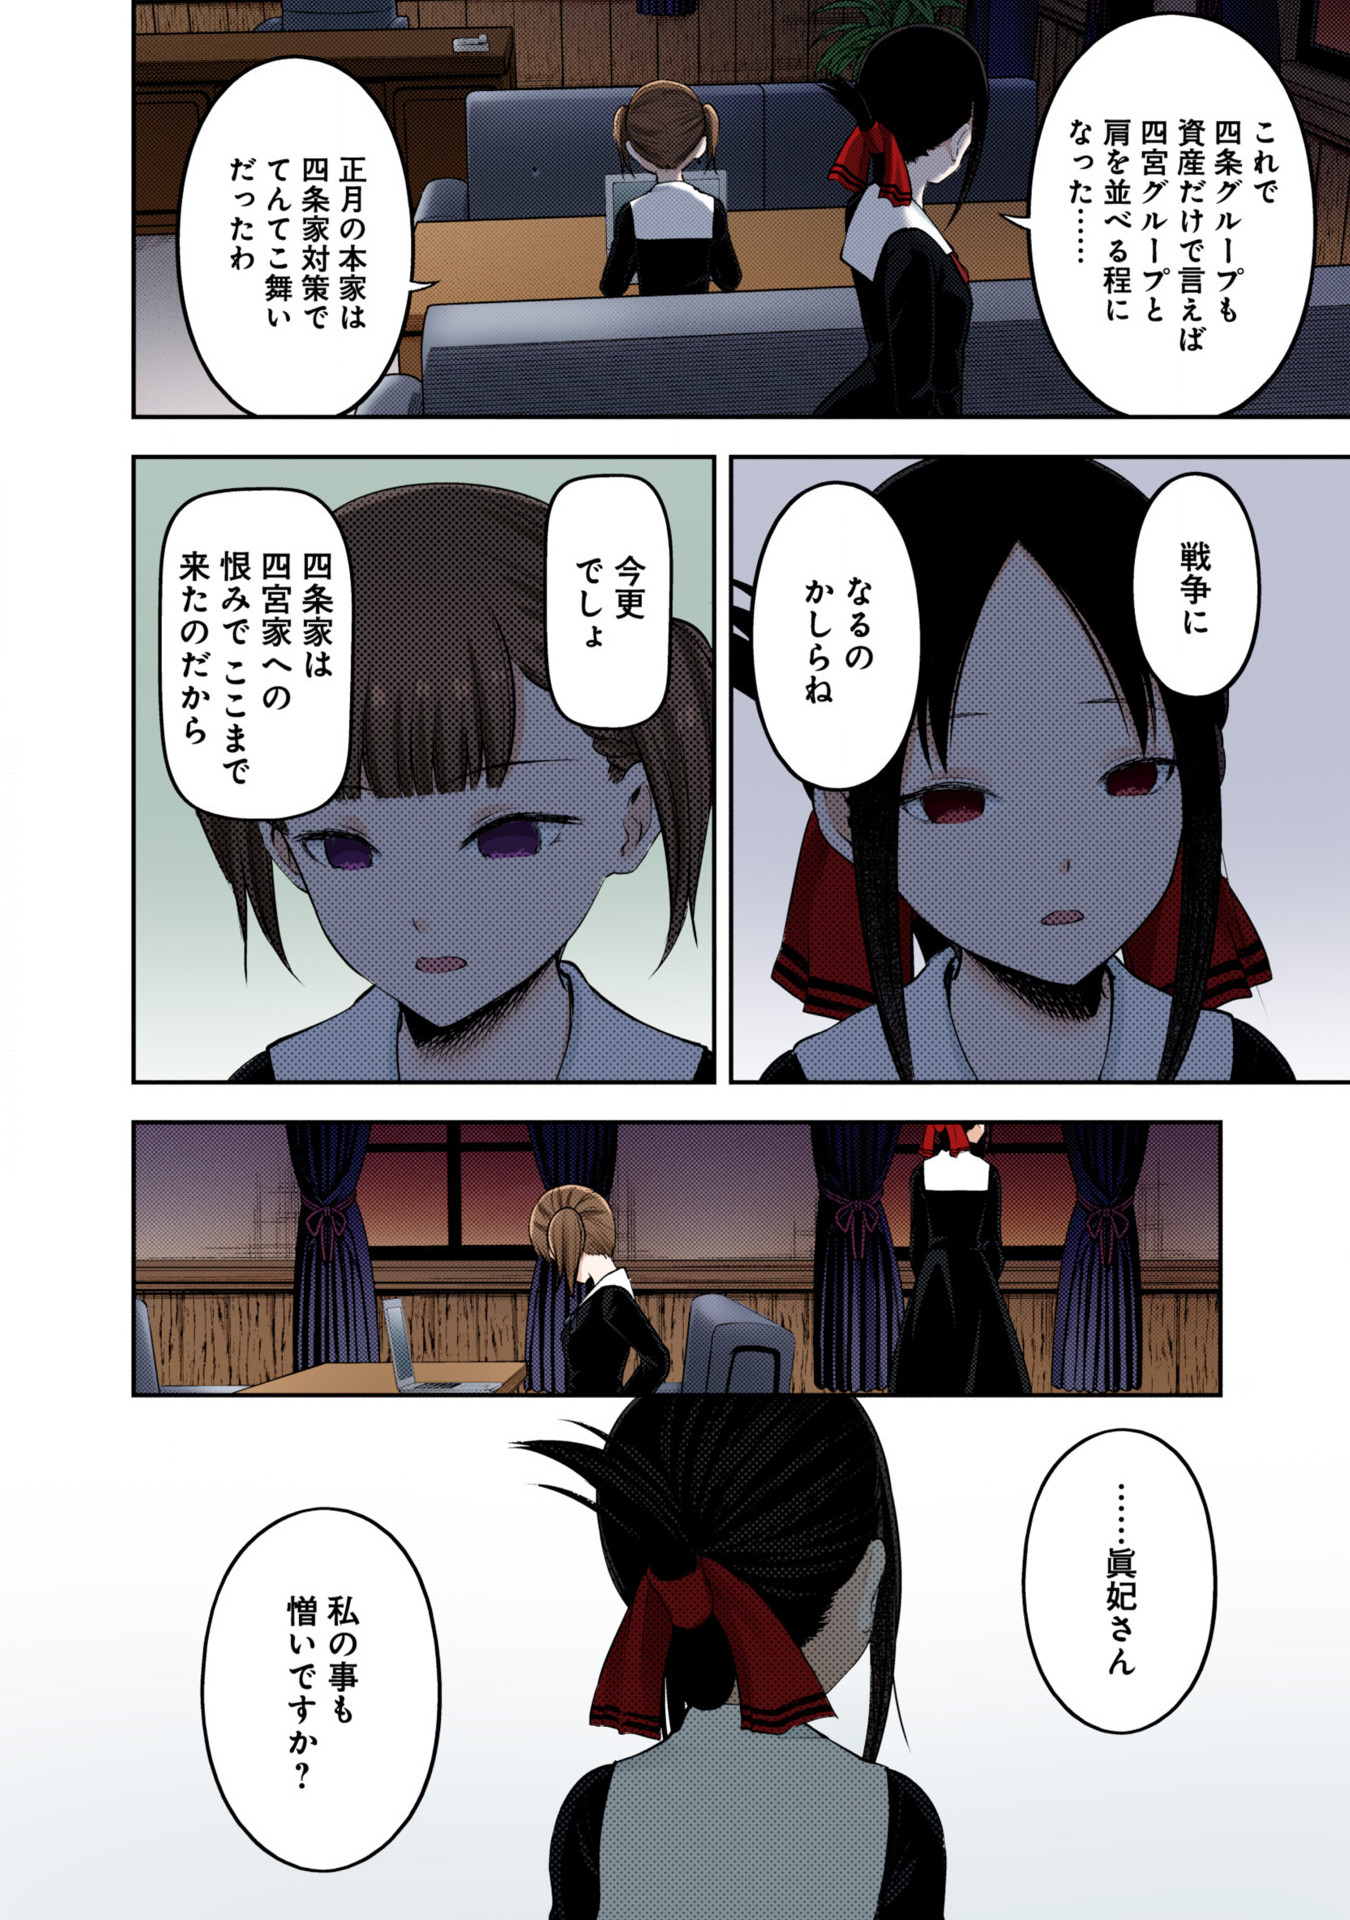 これで
四条グループも
資産だけで言えば
四宮グループと
肩を並べる程に
なった……
正月の本家は
四条家対策で
てんてこ舞い
だったわ
戦争に
なるの
かしらね
今更
でしょ
四条家は
四宮家への
恨みでここまで
来たのだから
……眞妃さん
私の事も
憎いですか?